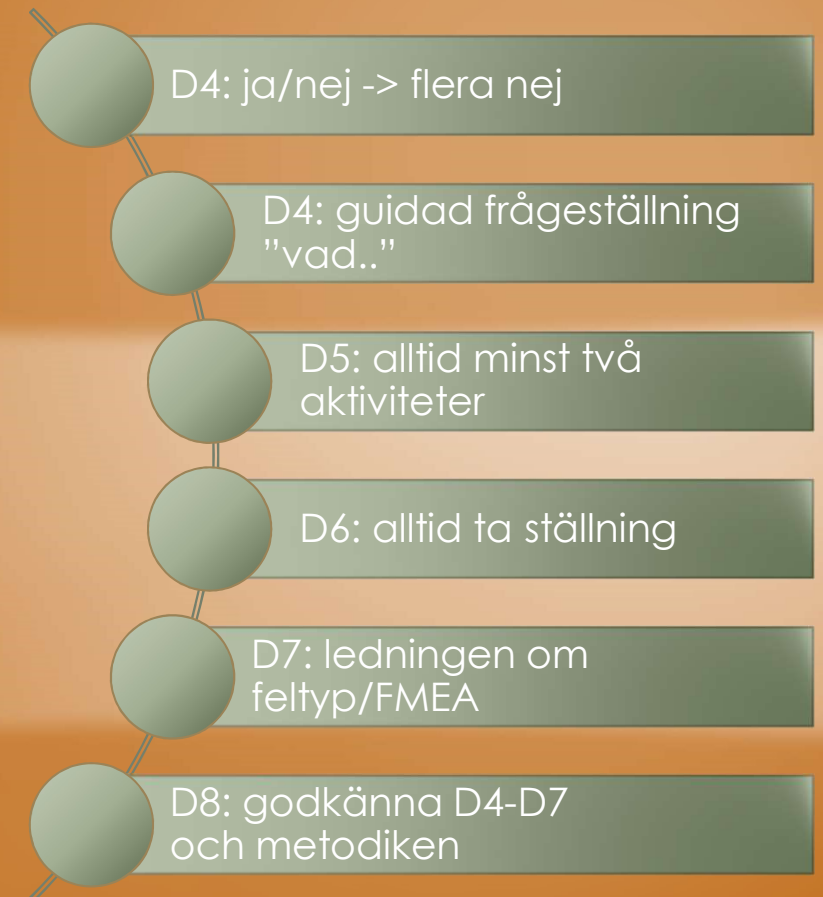 D4: ja/nej -> flera nej
D4: guidad frågeställning
”vad..”
D5: alltid minst två
aktiviteter
D6: alltid ta ställning
D7: ledningen om
feltyp/FMEA
D8: godkänna D4-D7
och metodiken